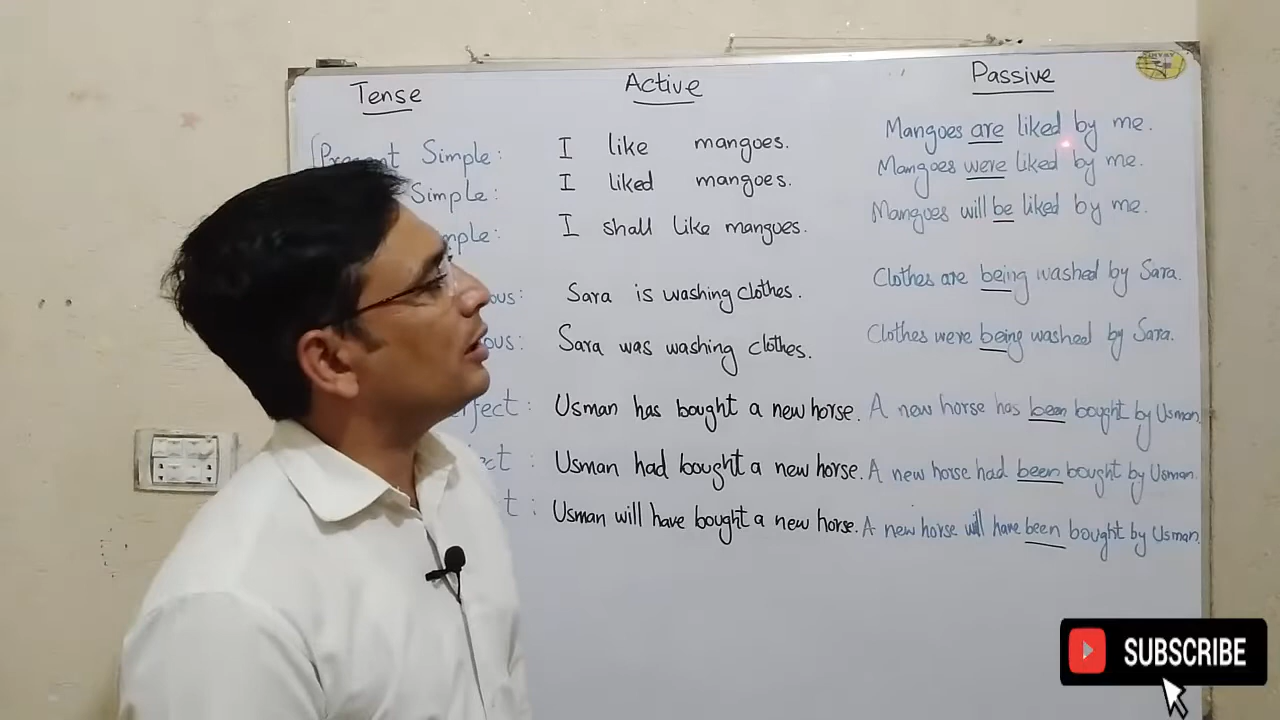 Tense Active Passive
Present Simple: I like mangoes. Mangoes are liked by me.
Simple: I liked mangoes. Mangoes were liked by me.
mple: I shall like mangoes. Mangoes will be liked by me.
ous: Sara is washing clothes. Clothes are being washed by Sara.
ous: Sara was washing clothes. Clothes were being washed by Sara.
rfect: Usman has bought a new horse. A new horse has been bought by Usman.
ect: Usman had bought a new horse. A new horse had been bought by Usman.
t: Usman will have bought a new horse. A new horse will have been bought by Usman.
SUBSCRIBE